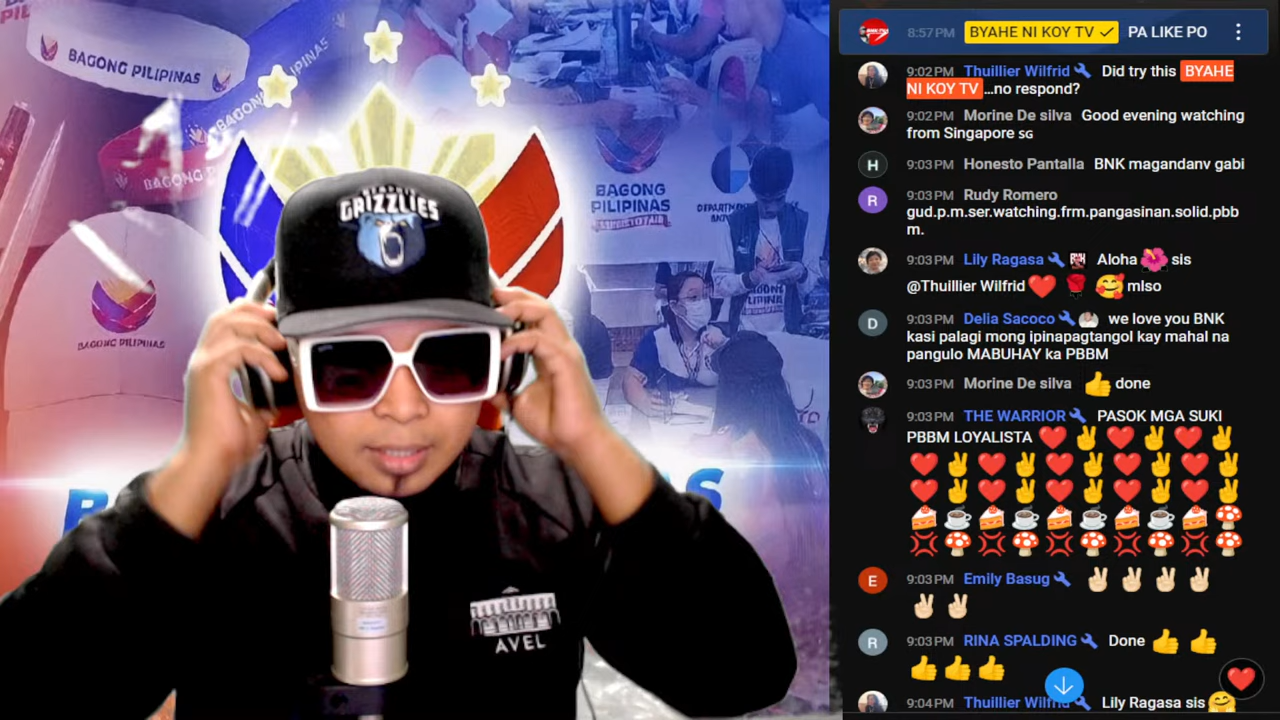 BAGONG PILIPINAS
PILIPINAS
BAGONG
BAGONG PILIPINAS
BAGONG
PILIPINAS
GRIZZLIES
AVEL
8:57 PM BYAHE NI KOY TV ✓ PA LIKE PO
9:02 PM Thuillier Wilfrid Did try this BYAHE
NI KOY TV ...no respond?
9:02 PM Morine De silva Good evening watching
from Singapore SG
H 9:03 PM Honesto Pantalla BNK magandanv gabi
R 9:03 PM Rudy Romero
gud.p.m.ser.watching.frm.pangasinan.solid.pbb
m.
9:03 PM Lily Ragasa Aloha 🌺 sis
@Thuillier Wilfrid ❤️ 🌹 🥰 mlso
D 9:03 PM Delia Sacoco we love you BNK
kasi palagi mong ipinapagtangol kay mahal na
pangulo MABUHAY ka PBBM
9:03 PM Morine De silva 👍 done
9:03 PM THE WARRIOR PASOK MGA SUKI
PBBM LOYALISTA ❤️ ✌️ ❤️ ✌️ ❤️ ✌️
❤️ ✌️ ❤️ ✌️ ❤️ ✌️ ❤️ ✌️ ❤️ ✌️
❤️ ✌️ ❤️ ✌️ ❤️ ✌️ ❤️ ✌️ ❤️ ✌️
🍰 ☕ 🍰 ☕ 🍰 ☕ 🍰 ☕ 🍰 🍄
💢 🍄 💢 🍄 💢 🍄 💢 🍄 💢 🍄
E 9:03 PM Emily Basug ✌🏻 ✌🏻 ✌🏻 ✌🏻
✌🏻 ✌🏻
R 9:03 PM RINA SPALDING Done 👍 👍
👍 👍 👍
9:04 PM Thuillier Lily Ragasa sis 🤗